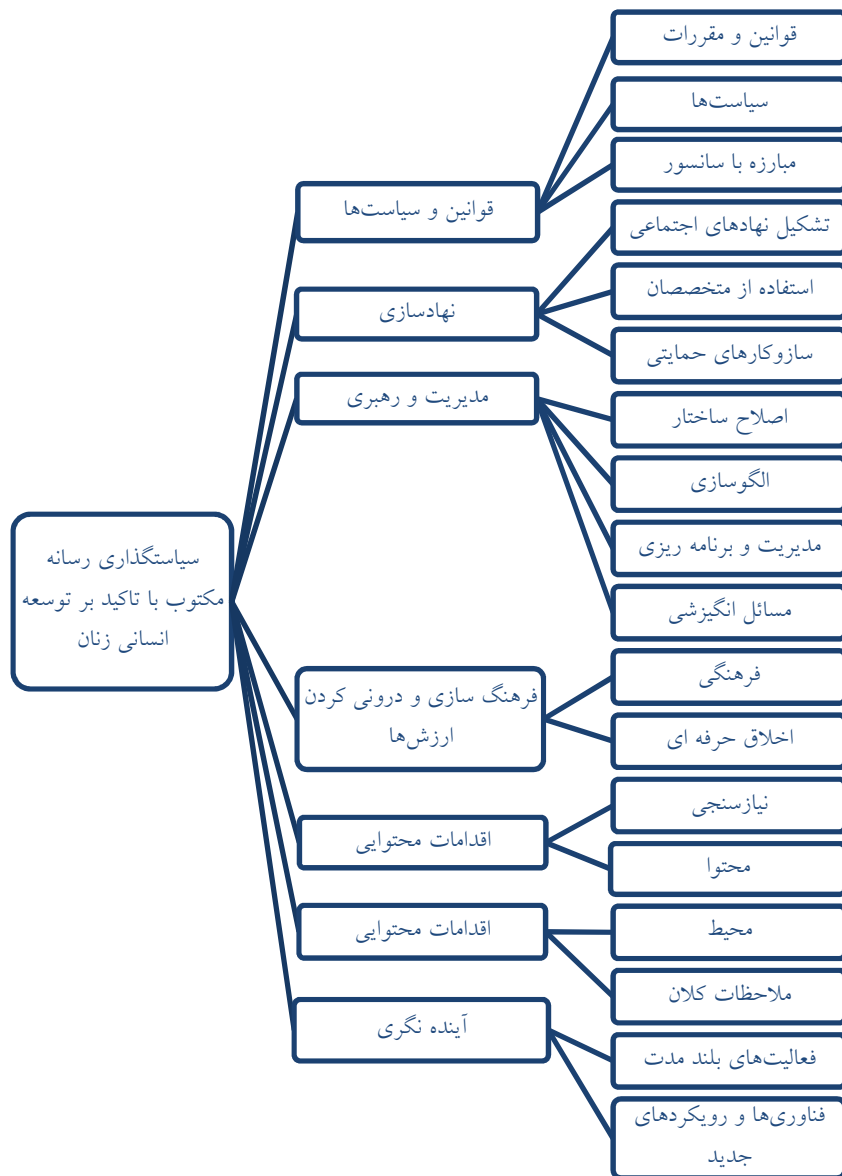 سیاستگذاری رسانه
مکتوب با تاکید بر توسعه
انسانی زنان
قوانین و سیاست‌ها
قوانین و مقررات
سیاست‌ها
مبارزه با سانسور
نهادسازی
تشکیل نهادهای اجتماعی
استفاده از متخصصان
سازوکارهای حمایتی
مدیریت و رهبری
اصلاح ساختار
الگوسازی
مدیریت و برنامه ریزی
مسائل انگیزشی
فرهنگ سازی و درونی کردن
ارزش‌ها
فرهنگی
اخلاق حرفه ای
اقدامات محتوایی
نیازسنجی
محتوا
اقدامات محتوایی
محیط
ملاحظات کلان
آینده نگری
فعالیت‌های بلند مدت
فناوری‌ها و رویکردهای
جدید